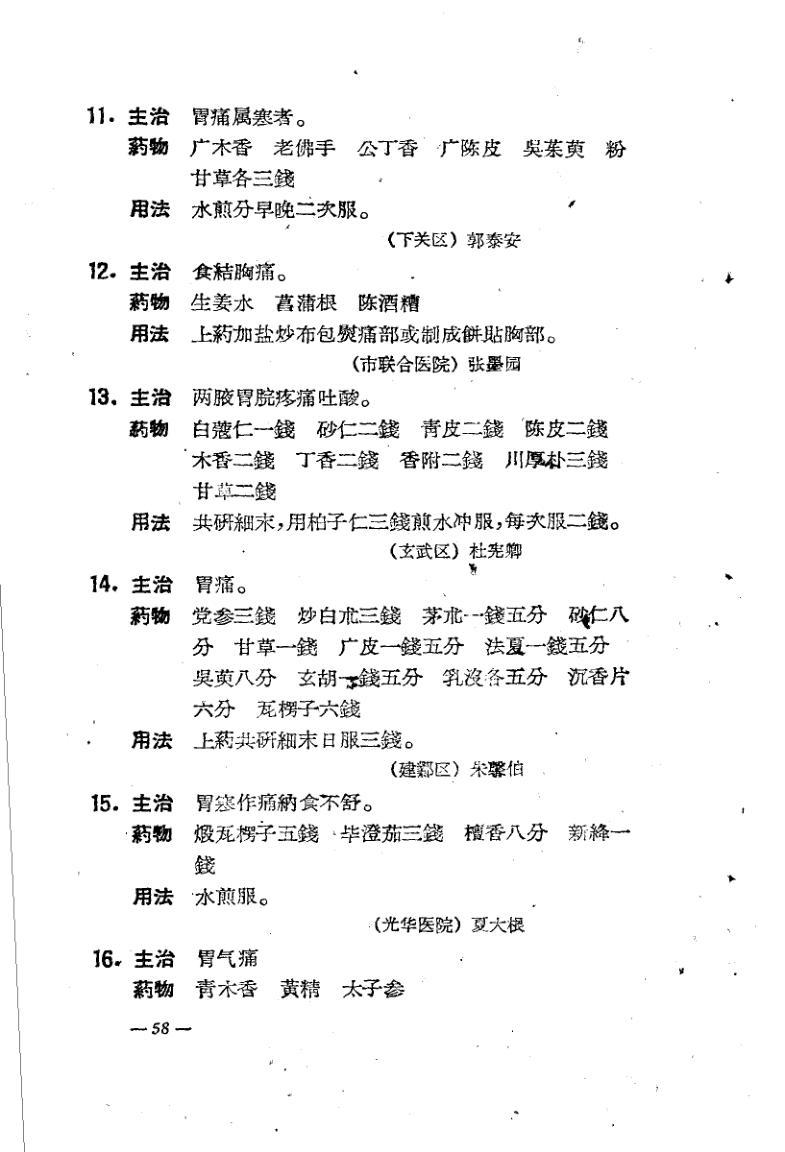 11. 主治 胃痛属寒者。
药物 广木香 老佛手 公丁香 广陈皮 吳茱萸 粉
甘草各三錢
用法 水煎分早晚二次服。
(下关区) 郭泰安
12. 主治 食結胸痛。
药物 生姜水 菖蒲根 陈酒糟
用法 上药加盐炒布包熨痛部或制成餅貼胸部。
(市联合医院) 张墨园
13. 主治 两腋胃脘疼痛吐酸。
药物 白蔻仁一錢 砂仁二錢 青皮二錢 陈皮二錢
木香二錢 丁香二錢 香附二錢 川厚朴三錢
甘草二錢
用法 共研細末,用柏子仁三錢煎水冲服,每次服二錢。
(玄武区) 杜宪卿
14. 主治 胃痛。
药物 党参三錢 炒白朮三錢 茅朮一錢五分 砂仁八
分 甘草一錢 广皮一錢五分 法夏一錢五分
吳萸八分 玄胡一錢五分 乳沒各五分 沉香片
六分 瓦楞子六錢
用法 上药共研細末日服三錢。
(建鄴区) 朱馨伯
15. 主治 胃寒作痛納食不舒。
药物 煅瓦楞子五錢 毕澄茄三錢 檀香八分 新絳一
錢
用法 水煎服。
(光华医院) 夏大根
16. 主治 胃气痛
药物 青木香 黃精 太子参
— 58 —